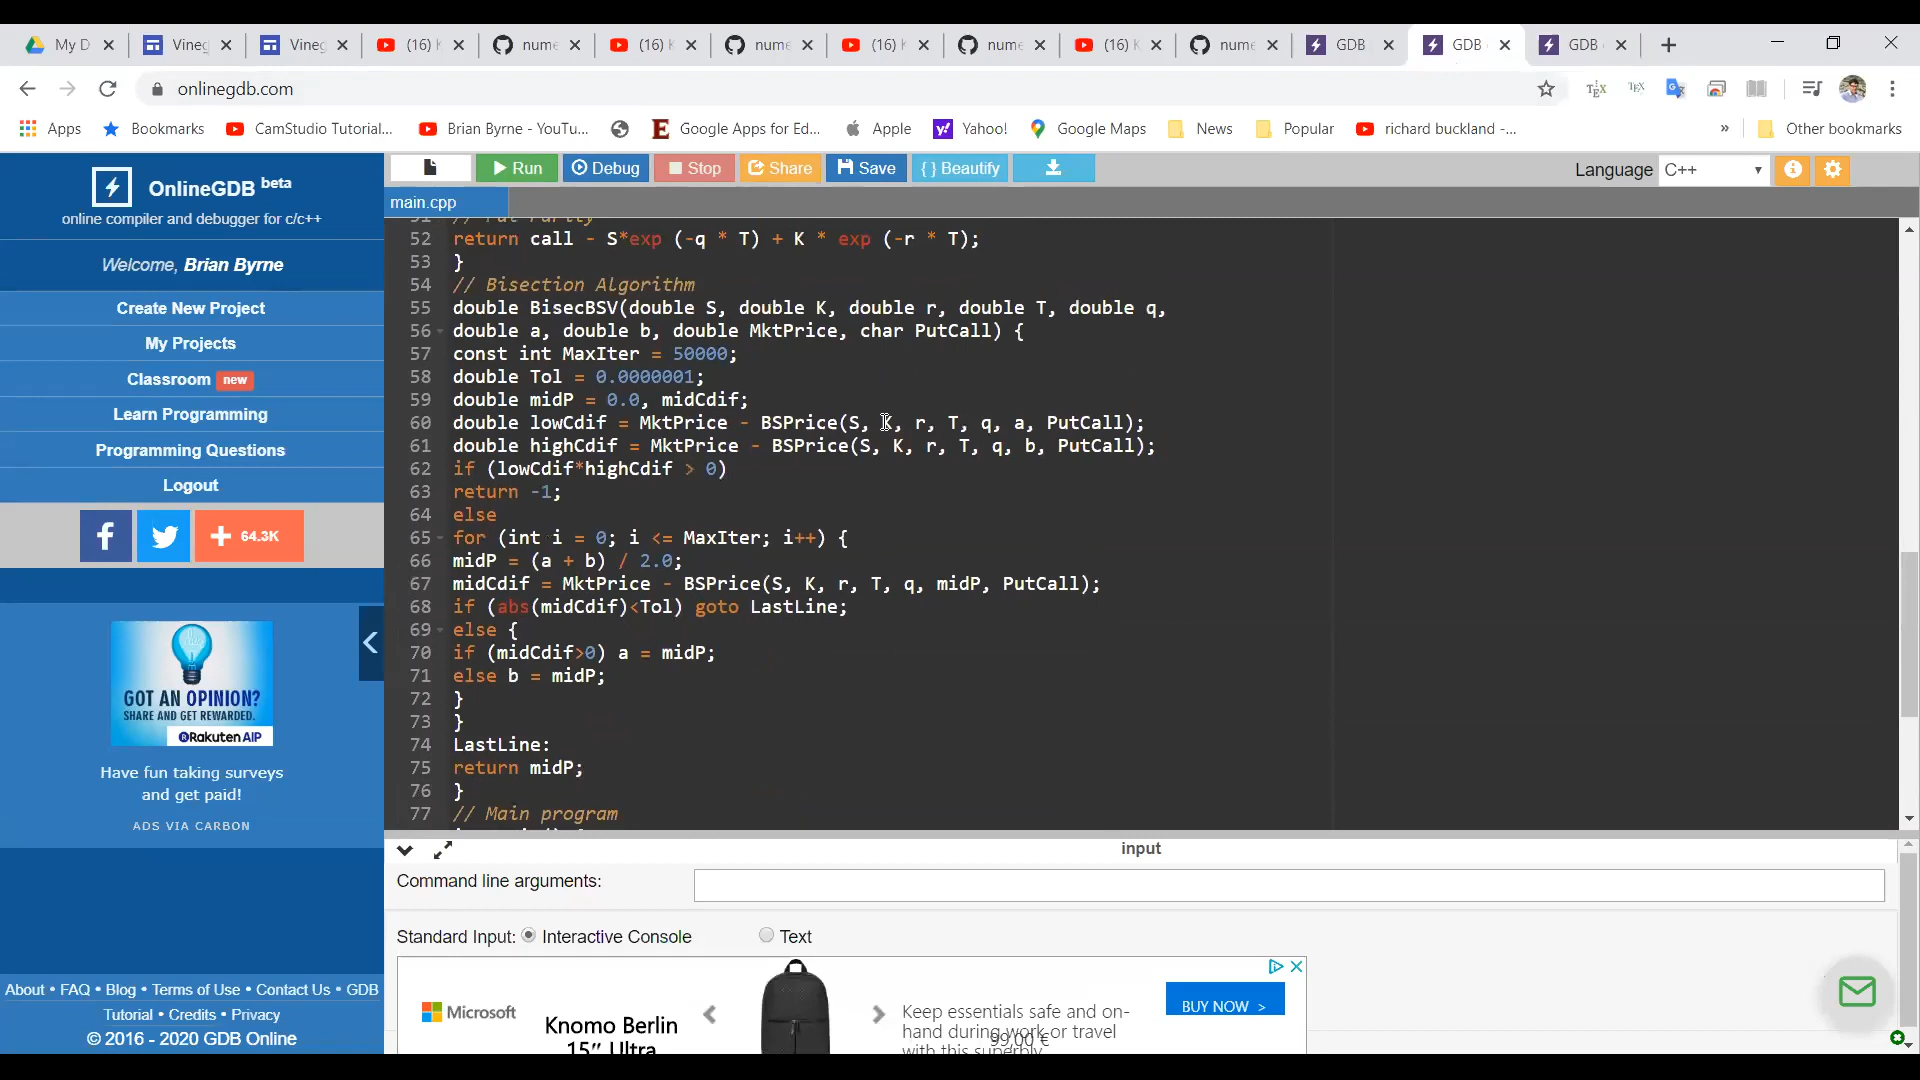 My D
Vineg
Vineg
(16) K
nume
(16) K
nume
(16) K
nume
(16) K
nume
GDB
GDB
GDB
onlinegdb.com
Apps
Bookmarks
CamStudio Tutorial...
Brian Byrne - YouTu...
Google Apps for Ed...
Apple
Yahoo!
Google Maps
News
Popular
richard buckland -...
»
Other bookmarks
OnlineGDB beta
online compiler and debugger for c/c++
Welcome, Brian Byrne
Create New Project
My Projects
Classroom new
Learn Programming
Programming Questions
Logout
+ 64.3K
GOT AN OPINION?
SHARE AND GET REWARDED.
Rakuten AIP
Have fun taking surveys
and get paid!
ADS VIA CARBON
About • FAQ • Blog • Terms of Use • Contact Us • GDB
Tutorial • Credits • Privacy
© 2016 - 2020 GDB Online
Run
Debug
Stop
Share
Save
{ } Beautify
Language C++
main.cpp
51 // Put Parity
52 return call - S*exp (-q * T) + K * exp (-r * T);
53 }
54 // Bisection Algorithm
55 double BisecBSV(double S, double K, double r, double T, double q,
56 double a, double b, double MktPrice, char PutCall) {
57 const int MaxIter = 50000;
58 double Tol = 0.0000001;
59 double midP = 0.0, midCdif;
60 double lowCdif = MktPrice - BSPrice(S, K, r, T, q, a, PutCall);
61 double highCdif = MktPrice - BSPrice(S, K, r, T, q, b, PutCall);
62 if (lowCdif*highCdif > 0)
63 return -1;
64 else
65 for (int i = 0; i <= MaxIter; i++) {
66 midP = (a + b) / 2.0;
67 midCdif = MktPrice - BSPrice(S, K, r, T, q, midP, PutCall);
68 if (abs(midCdif)<Tol) goto LastLine;
69 else {
70 if (midCdif>0) a = midP;
71 else b = midP;
72 }
73 }
74 LastLine:
75 return midP;
76 }
77 // Main program
input
Command line arguments:
Standard Input: Interactive Console Text
Microsoft
Knomo Berlin
15” Ultra
Keep essentials safe and on-
hand during work or travel
with this superbly
99,00 €
BUY NOW >